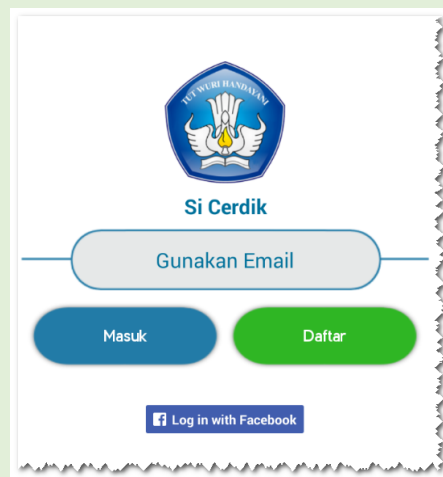 TUT WURI HANDAYANI
Si Cerdik
Gunakan Email
Masuk Daftar
Log in with Facebook